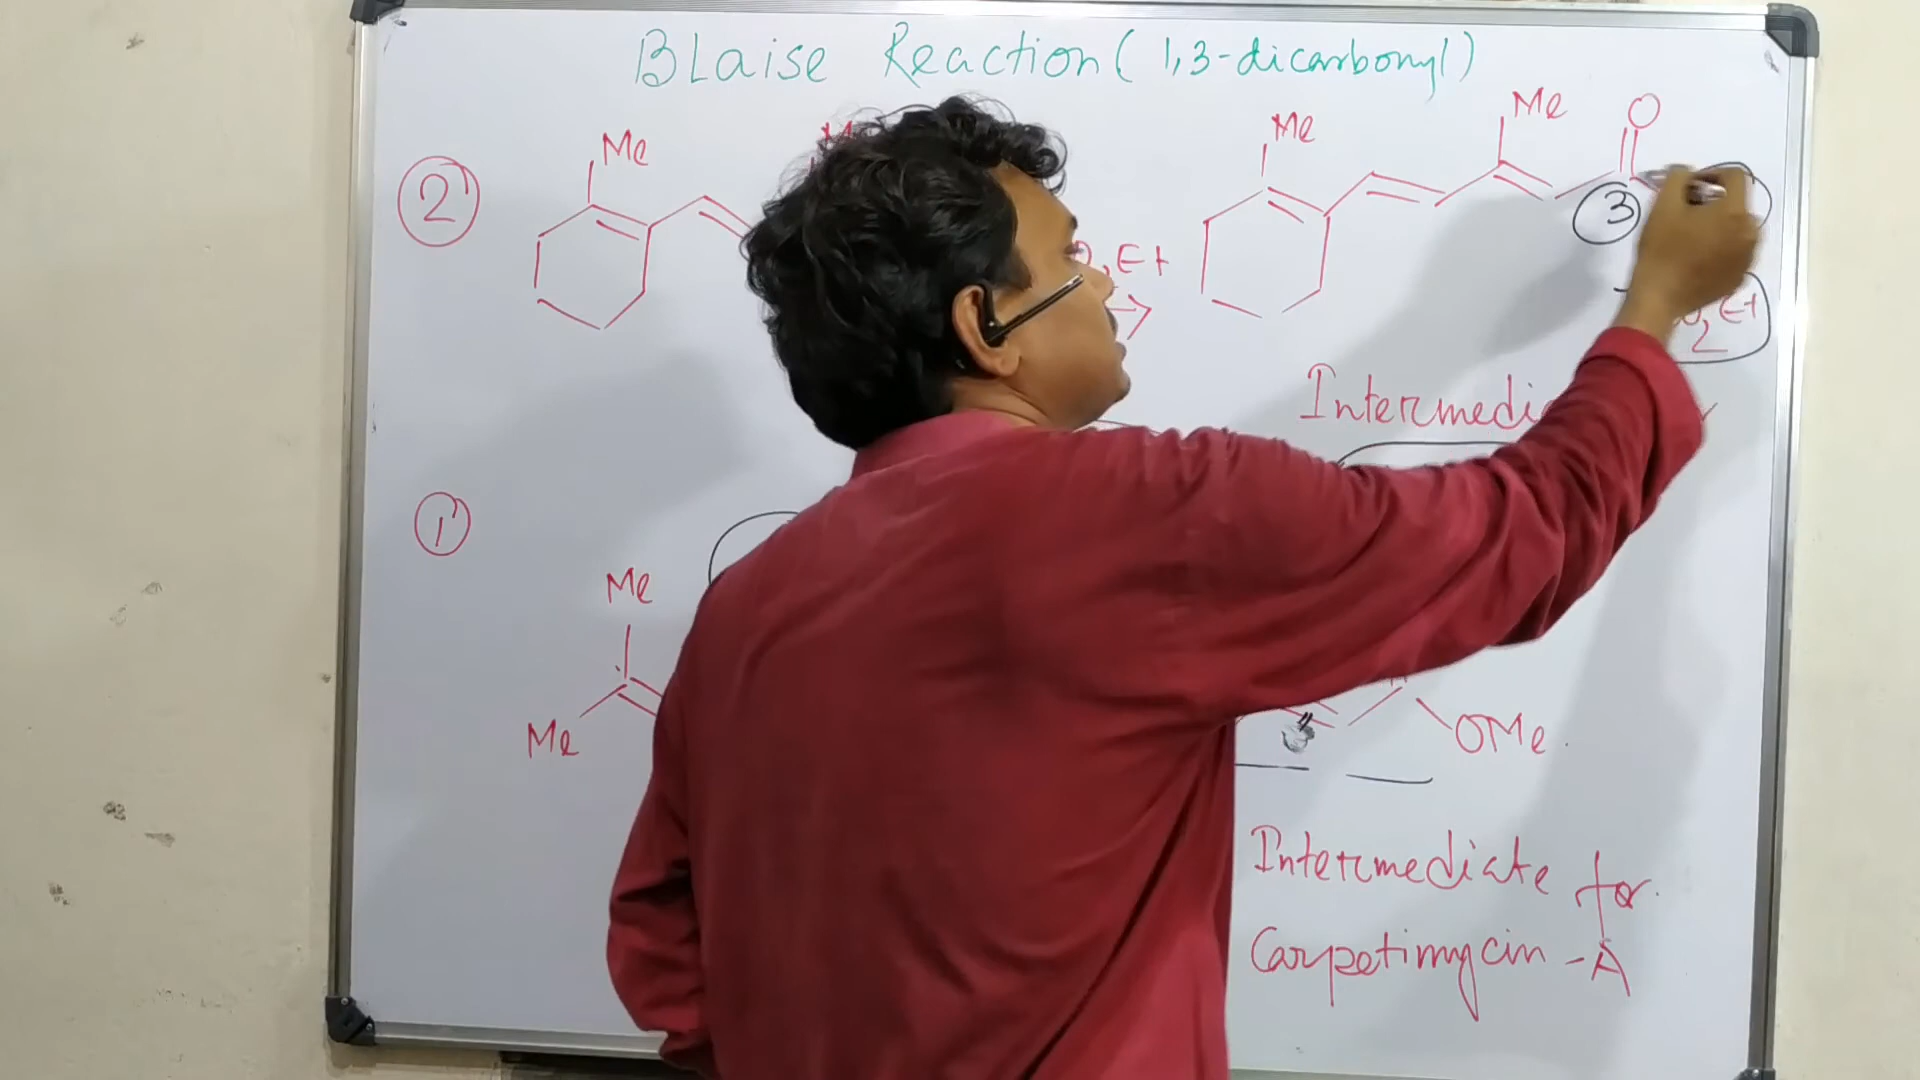 BLaise Reaction (1,3-dicarbonyl)
2
Me
Me
Me
O
3
Et
Et
1
Me
Me
OMe
Intermediate for
Carpetimycin -A